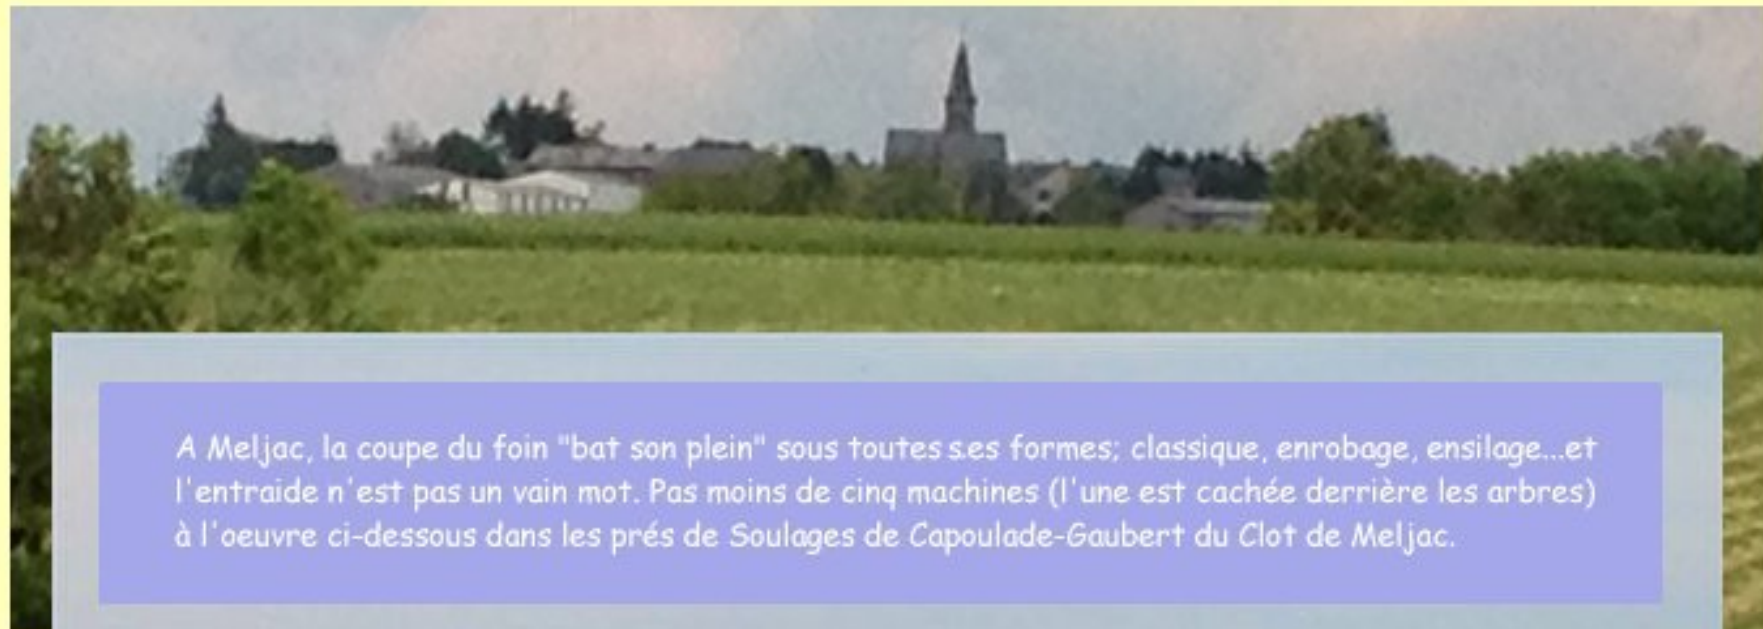 A Meljac, la coupe du foin "bat son plein" sous toutes s.es formes; classique, enrobage, ensilage...et
l'entraide n'est pas un vain mot. Pas moins de cinq machines (l'une est cachée derrière les arbres)
à l'oeuvre ci-dessous dans les prés de Soulages de Capoulade-Gaubert du Clot de Meljac.